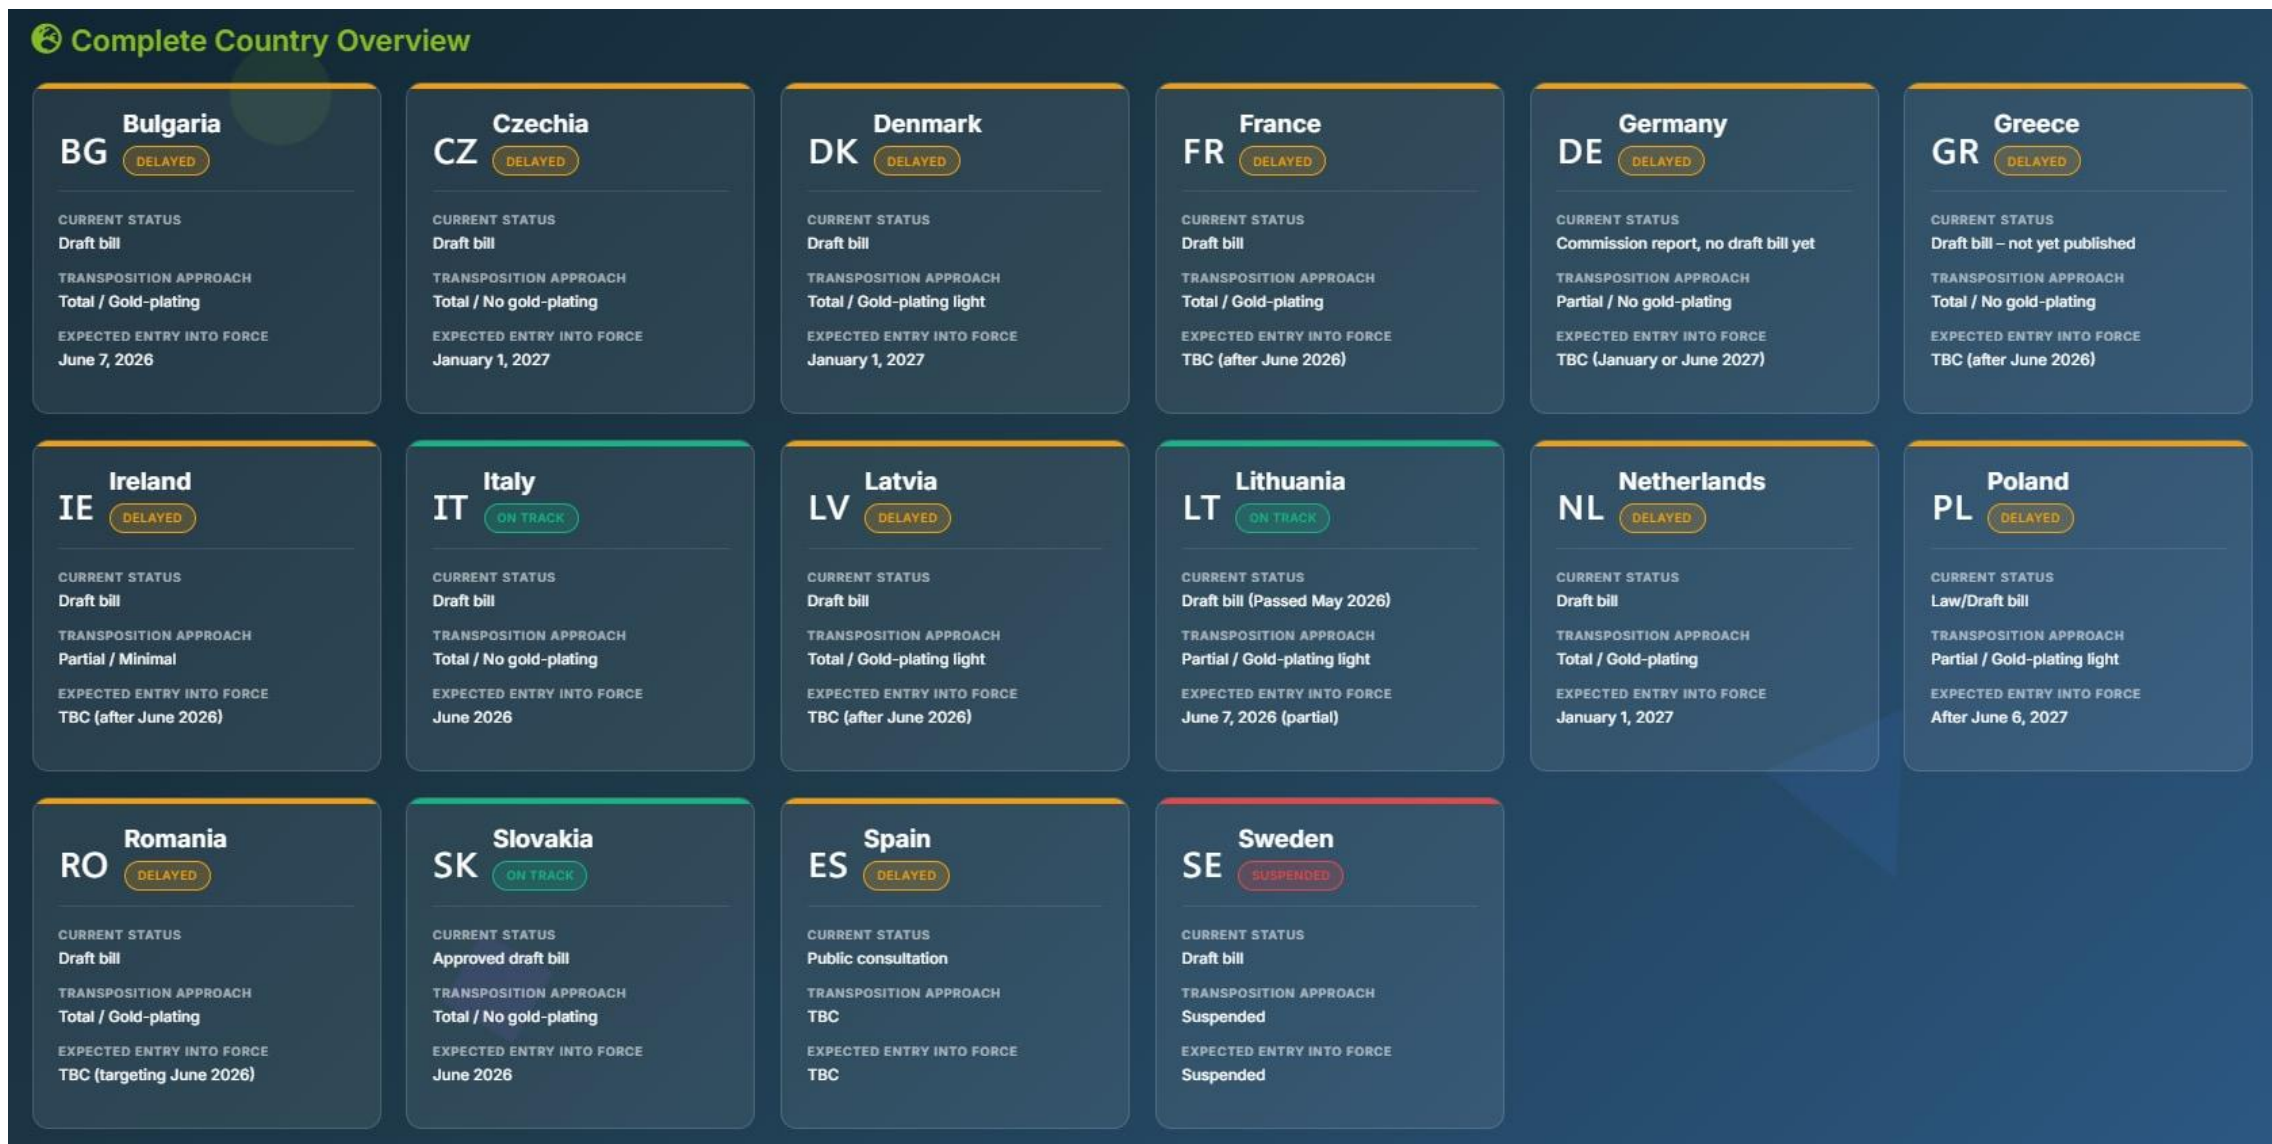 Complete Country Overview
BG
Bulgaria
DELAYED
CURRENT STATUS
Draft bill
TRANSPOSITION APPROACH
Total / Gold-plating
EXPECTED ENTRY INTO FORCE
June 7, 2026
CZ
Czechia
DELAYED
CURRENT STATUS
Draft bill
TRANSPOSITION APPROACH
Total / No gold-plating
EXPECTED ENTRY INTO FORCE
January 1, 2027
DK
Denmark
DELAYED
CURRENT STATUS
Draft bill
TRANSPOSITION APPROACH
Total / Gold-plating light
EXPECTED ENTRY INTO FORCE
January 1, 2027
FR
France
DELAYED
CURRENT STATUS
Draft bill
TRANSPOSITION APPROACH
Total / Gold-plating
EXPECTED ENTRY INTO FORCE
TBC (after June 2026)
DE
Germany
DELAYED
CURRENT STATUS
Commission report, no draft bill yet
TRANSPOSITION APPROACH
Partial / No gold-plating
EXPECTED ENTRY INTO FORCE
TBC (January or June 2027)
GR
Greece
DELAYED
CURRENT STATUS
Draft bill – not yet published
TRANSPOSITION APPROACH
Total / No gold-plating
EXPECTED ENTRY INTO FORCE
TBC (after June 2026)
IE
Ireland
DELAYED
CURRENT STATUS
Draft bill
TRANSPOSITION APPROACH
Partial / Minimal
EXPECTED ENTRY INTO FORCE
TBC (after June 2026)
IT
Italy
ON TRACK
CURRENT STATUS
Draft bill
TRANSPOSITION APPROACH
Total / No gold-plating
EXPECTED ENTRY INTO FORCE
June 2026
LV
Latvia
DELAYED
CURRENT STATUS
Draft bill
TRANSPOSITION APPROACH
Total / Gold-plating light
EXPECTED ENTRY INTO FORCE
TBC (after June 2026)
LT
Lithuania
ON TRACK
CURRENT STATUS
Draft bill (Passed May 2026)
TRANSPOSITION APPROACH
Partial / Gold-plating light
EXPECTED ENTRY INTO FORCE
June 7, 2026 (partial)
NL
Netherlands
DELAYED
CURRENT STATUS
Draft bill
TRANSPOSITION APPROACH
Total / Gold-plating
EXPECTED ENTRY INTO FORCE
January 1, 2027
PL
Poland
DELAYED
CURRENT STATUS
Law/Draft bill
TRANSPOSITION APPROACH
Partial / Gold-plating light
EXPECTED ENTRY INTO FORCE
After June 6, 2027
RO
Romania
DELAYED
CURRENT STATUS
Draft bill
TRANSPOSITION APPROACH
Total / Gold-plating
EXPECTED ENTRY INTO FORCE
TBC (targeting June 2026)
SK
Slovakia
ON TRACK
CURRENT STATUS
Approved draft bill
TRANSPOSITION APPROACH
Total / No gold-plating
EXPECTED ENTRY INTO FORCE
June 2026
ES
Spain
DELAYED
CURRENT STATUS
Public consultation
TRANSPOSITION APPROACH
TBC
EXPECTED ENTRY INTO FORCE
TBC
SE
Sweden
SUSPENDED
CURRENT STATUS
Draft bill
TRANSPOSITION APPROACH
Suspended
EXPECTED ENTRY INTO FORCE
Suspended